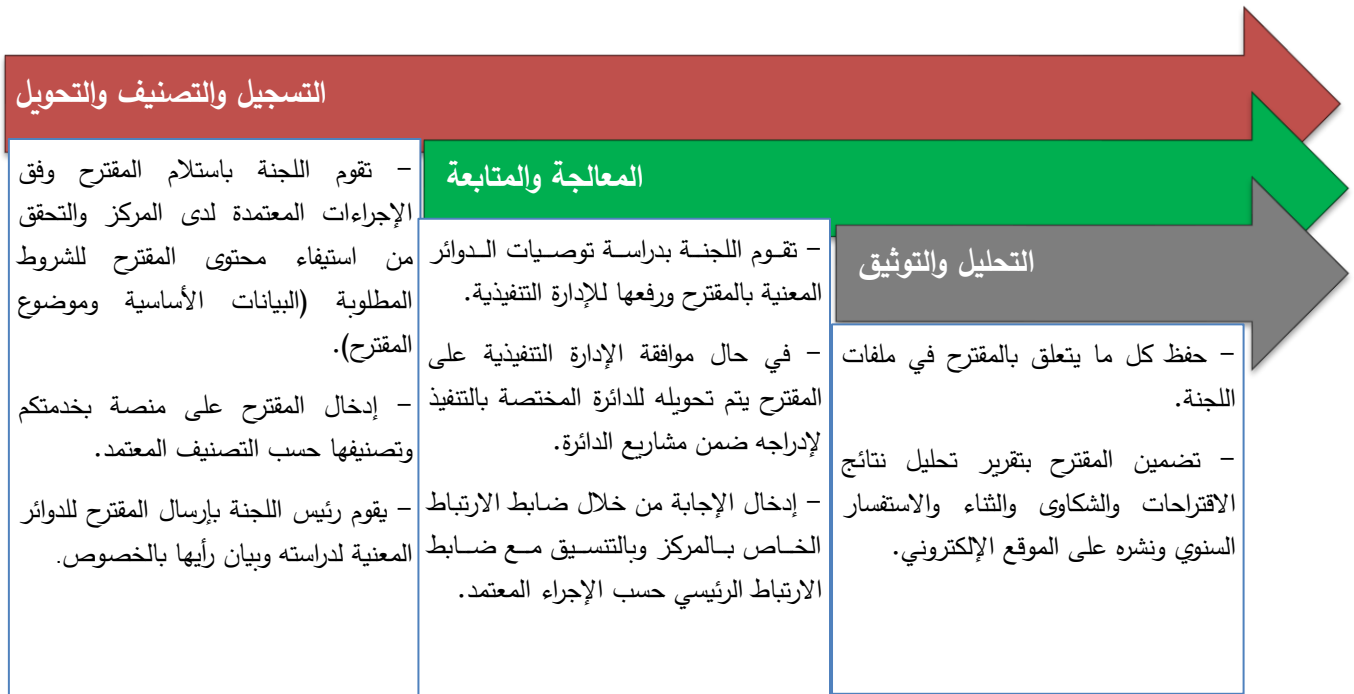 التسجيل والتصنيف والتحويل
- تقوم اللجنة باستلام المقترح وفق
الإجراءات المعتمدة لدى المركز والتحقق
من استيفاء محتوى المقترح للشروط
المطلوبة (البيانات الأساسية وموضوع
المقترح).
- إدخال المقترح على منصة بخدمتكم
وتصنيفها حسب التصنيف المعتمد.
- يقوم رئيس اللجنة بإرسال المقترح للدوائر
المعنية لدراسته وبيان رأيها بالخصوص.
المعالجة والمتابعة
- تقوم اللجنة بدراسة توصيات الدوائر
المعنية بالمقترح ورفعها للإدارة التنفيذية.
- في حال موافقة الإدارة التنفيذية على
المقترح يتم تحويله للدائرة المختصة بالتنفيذ
لإدراجه ضمن مشاريع الدائرة.
- إدخال الإجابة من خلال ضابط الارتباط
الخاص بالمركز وبالتنسيق مع ضابط
الارتباط الرئيسي حسب الإجراء المعتمد.
التحليل والتوثيق
- حفظ كل ما يتعلق بالمقترح في ملفات
اللجنة.
- تضمين المقترح بتقرير تحليل نتائج
الاقتراحات والشكاوى والثناء والاستفسار
السنوي ونشره على الموقع الإلكتروني.